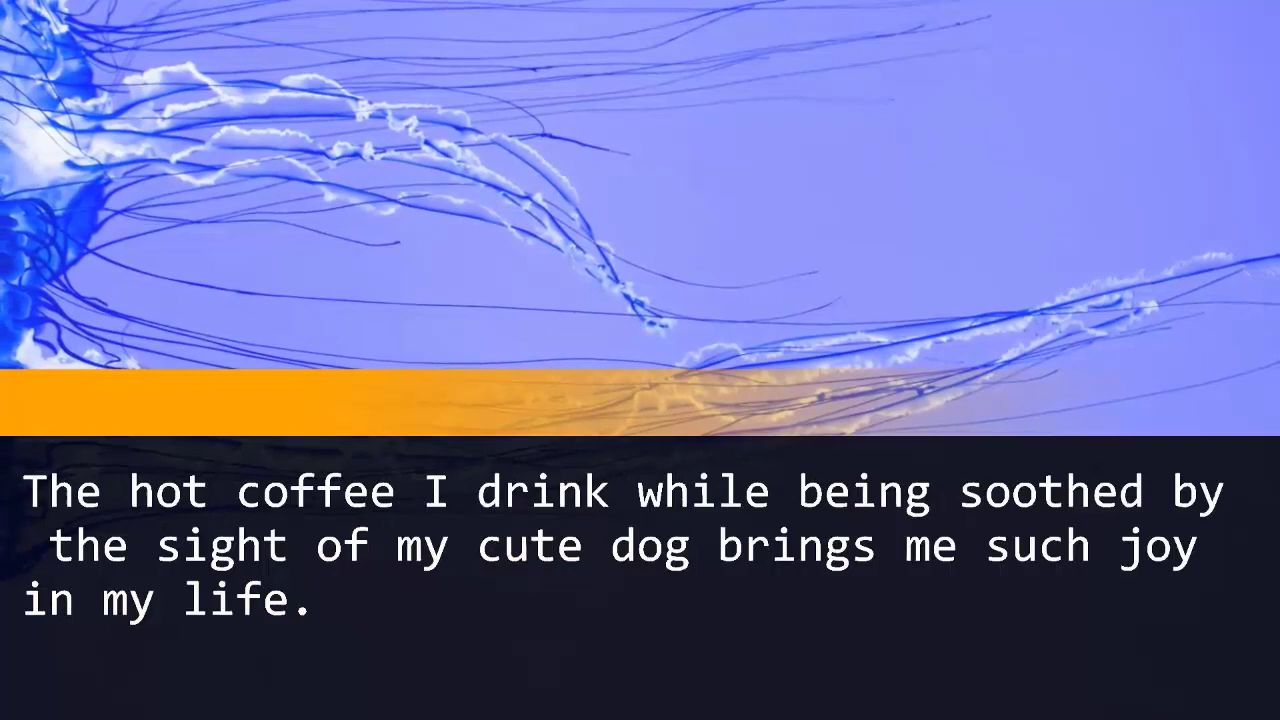 The hot coffee I drink while being soothed by
the sight of my cute dog brings me such joy
in my life.